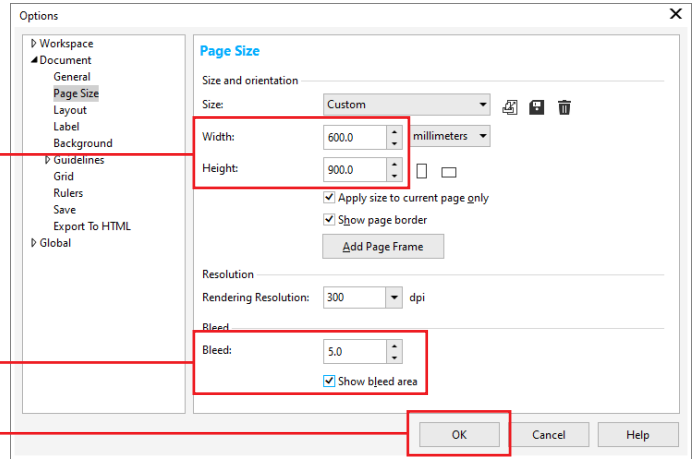 Options
Workspace
Document
General
Page Size
Layout
Label
Background
Guidelines
Grid
Rulers
Save
Export To HTML
Global
Page Size
Size and orientation
Size: Custom
Width: 600.0 millimeters
Height: 900.0
Apply size to current page only
Show page border
Add Page Frame
Resolution
Rendering Resolution: 300 dpi
Bleed
Bleed: 5.0
Show bleed area
OK Cancel Help